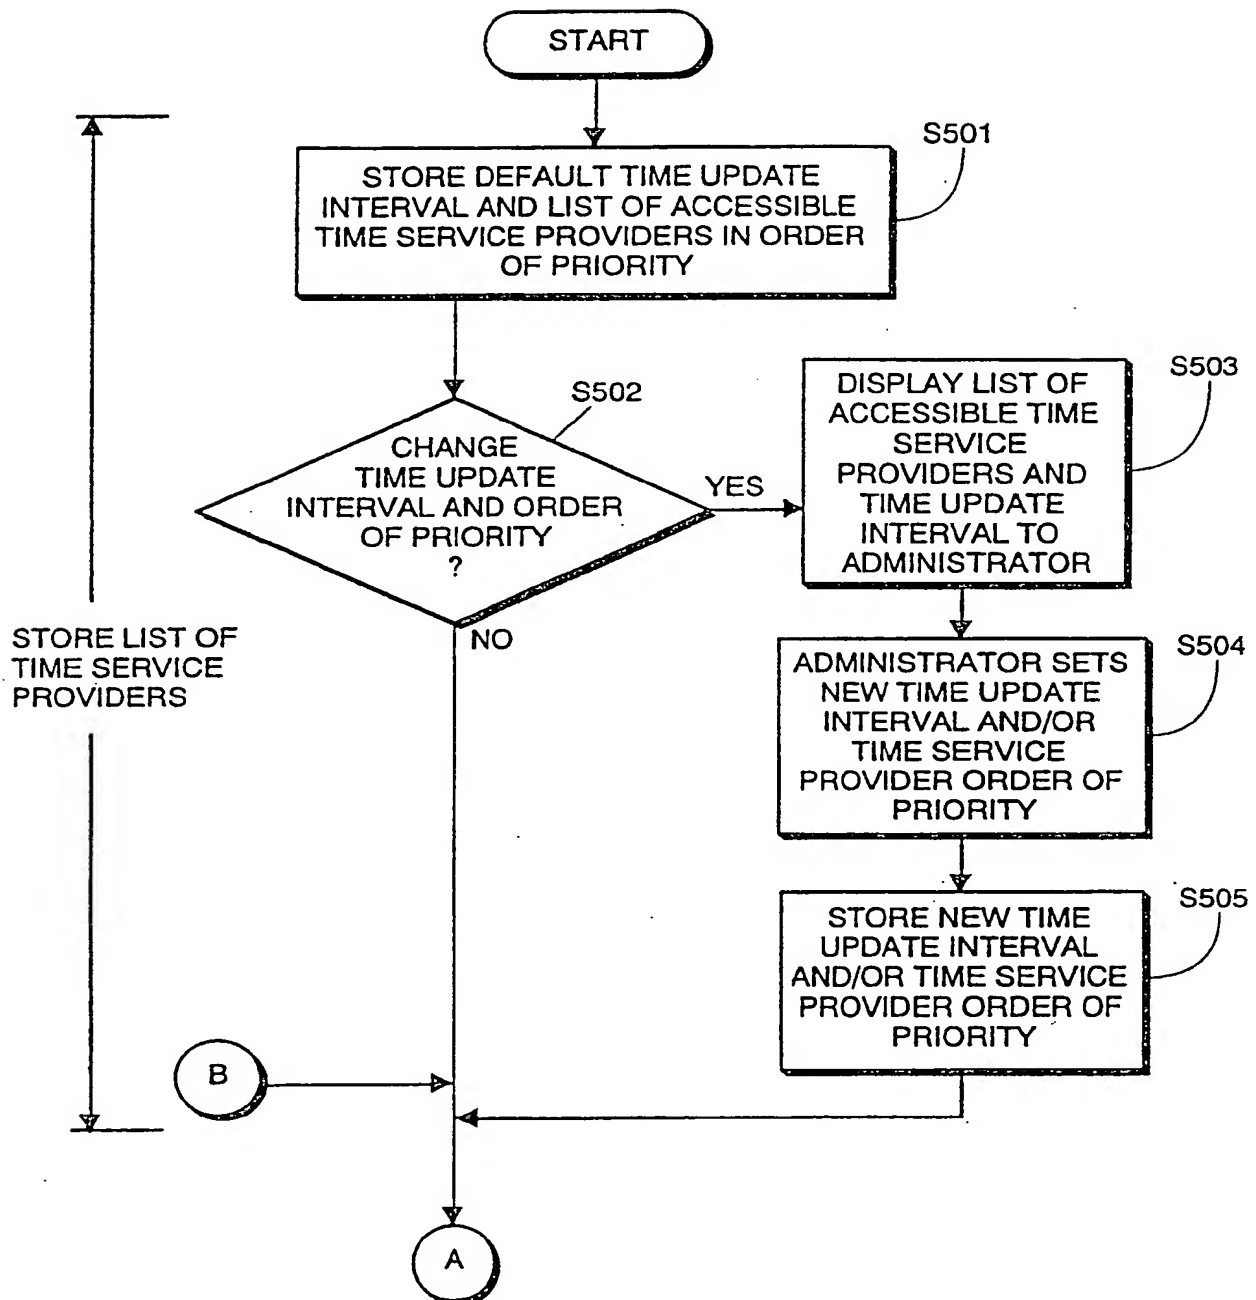 START
S501
STORE DEFAULT TIME UPDATE
INTERVAL AND LIST OF ACCESSIBLE
TIME SERVICE PROVIDERS IN ORDER
OF PRIORITY
S502
CHANGE
TIME UPDATE
INTERVAL AND ORDER
OF PRIORITY
?
YES
NO
S503
DISPLAY LIST OF
ACCESSIBLE TIME
SERVICE
PROVIDERS AND
TIME UPDATE
INTERVAL TO
ADMINISTRATOR
STORE LIST OF
TIME SERVICE
PROVIDERS
S504
ADMINISTRATOR SETS
NEW TIME UPDATE
INTERVAL AND/OR
TIME SERVICE
PROVIDER ORDER OF
PRIORITY
S505
STORE NEW TIME
UPDATE INTERVAL
AND/OR TIME SERVICE
PROVIDER ORDER OF
PRIORITY
B
A